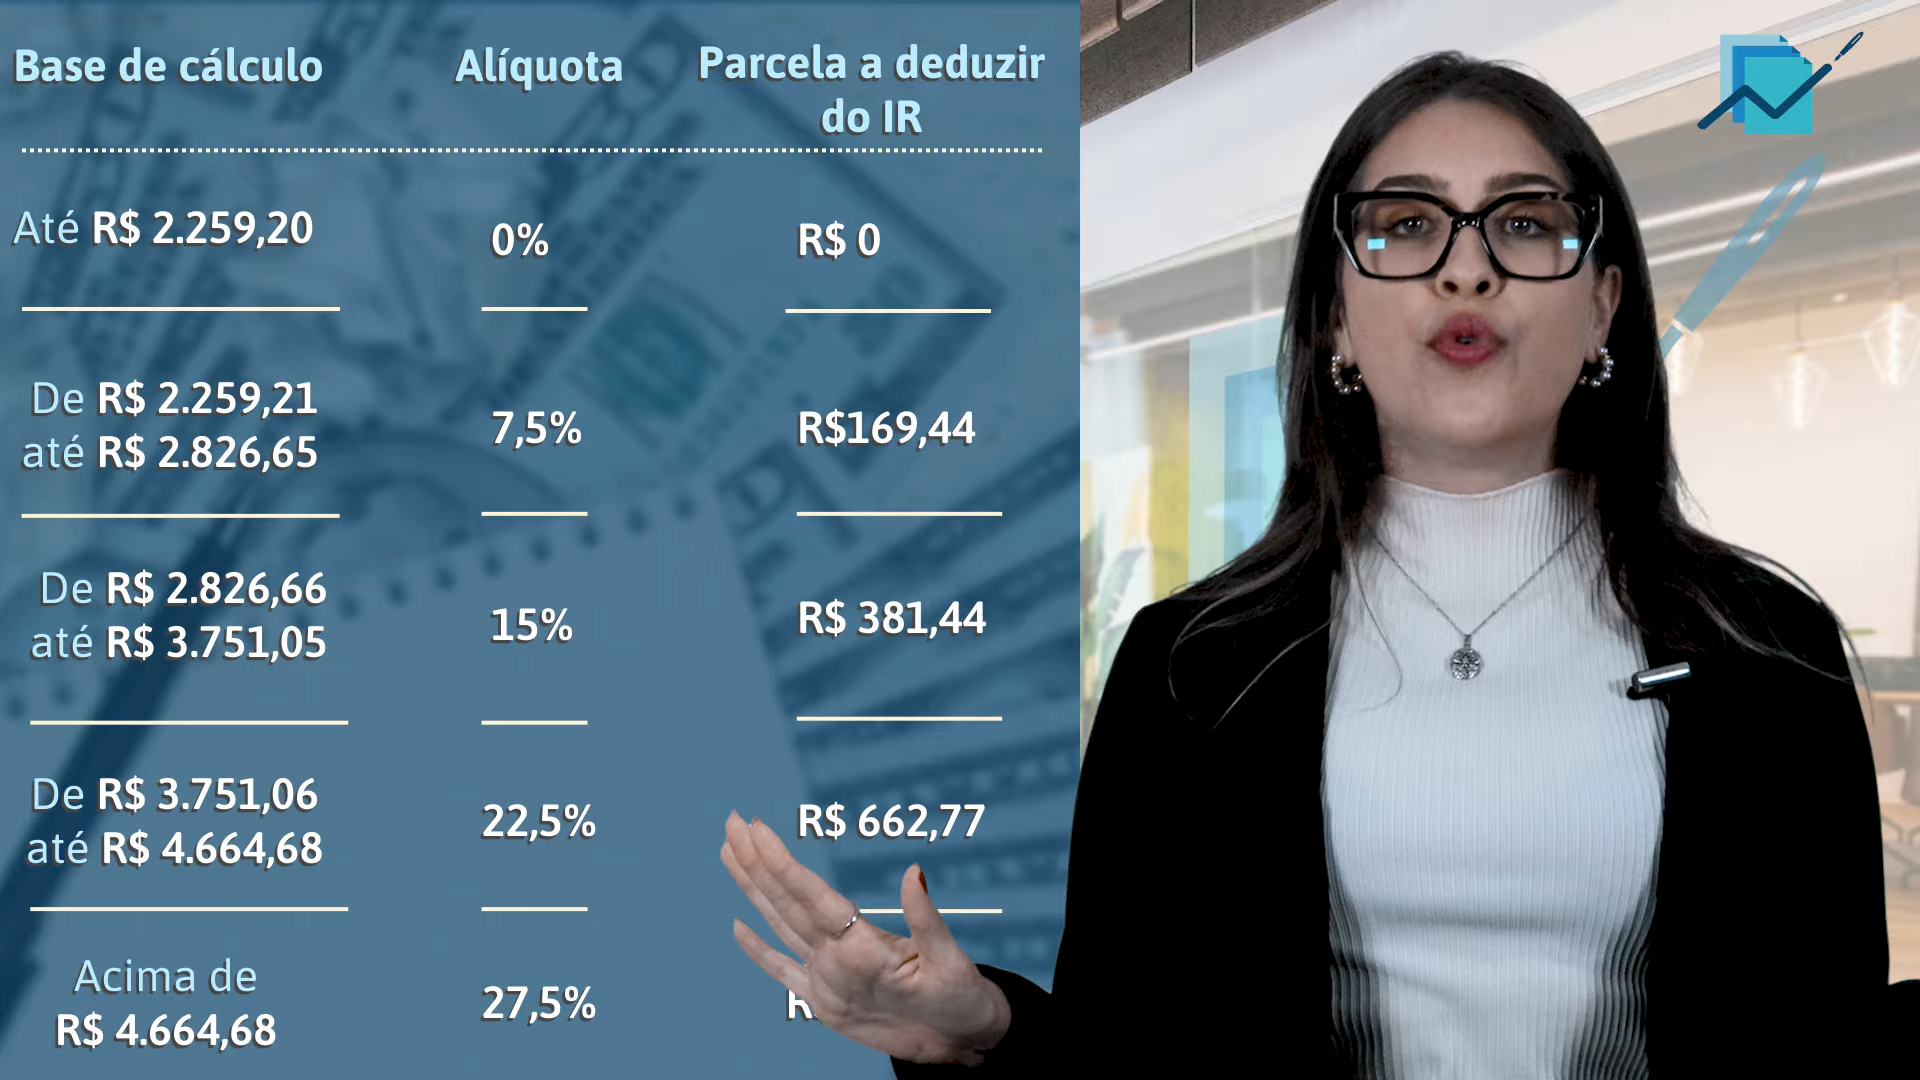 Base de cálculo
Alíquota
Parcela a deduzir
do IR
Até R$ 2.259,20
0%
R$ 0
De R$ 2.259,21
até R$ 2.826,65
7,5%
R$169,44
De R$ 2.826,66
até R$ 3.751,05
15%
R$ 381,44
De R$ 3.751,06
até R$ 4.664,68
22,5%
R$ 662,77
Acima de
R$ 4.664,68
27,5%